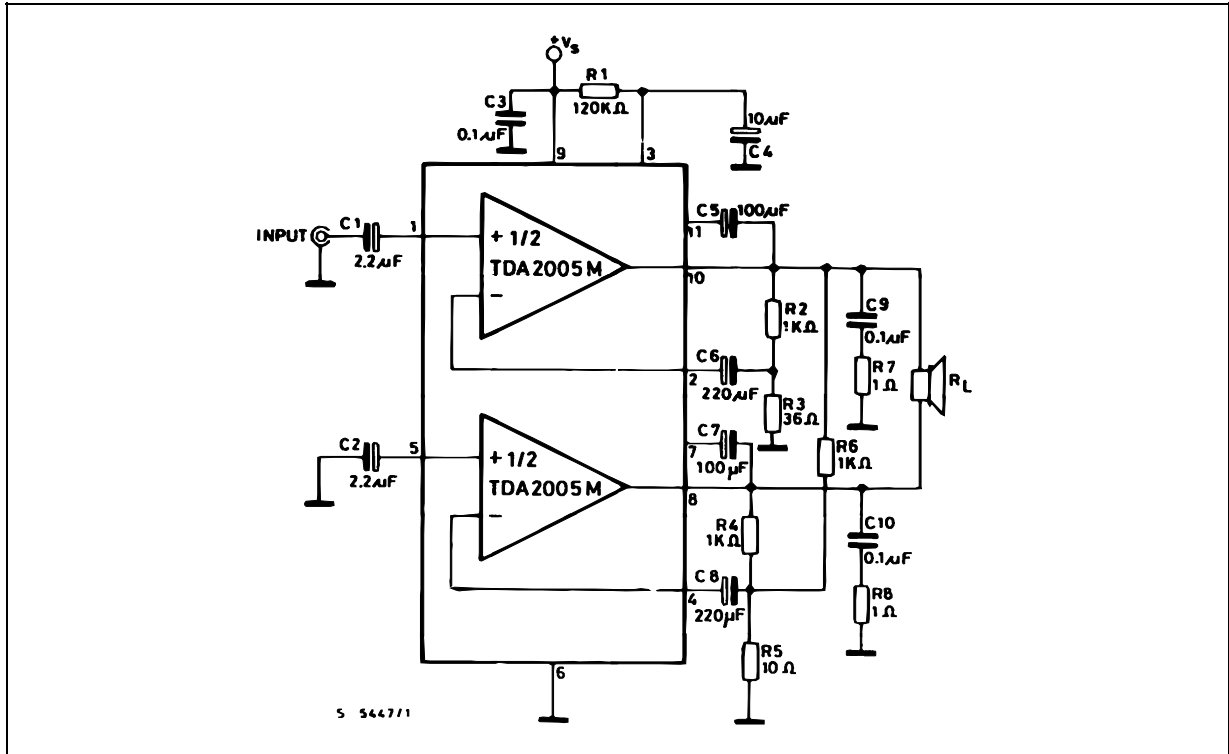 +Vs
R1
120KΩ
C3
0.1µF
10µF
C4
9
3
C5
100µF
11
INPUT
C1
2.2µF
1
+ 1/2
TDA2005M
−
10
R2
1KΩ
C9
0.1µF
C6
220µF
2
R7
1Ω
RL
R3
36Ω
C7
100µF
7
C2
2.2µF
5
+ 1/2
TDA2005M
−
8
R6
1KΩ
R4
1KΩ
C10
0.1µF
C8
220µF
4
R8
1Ω
R5
10Ω
6
S 5447/1